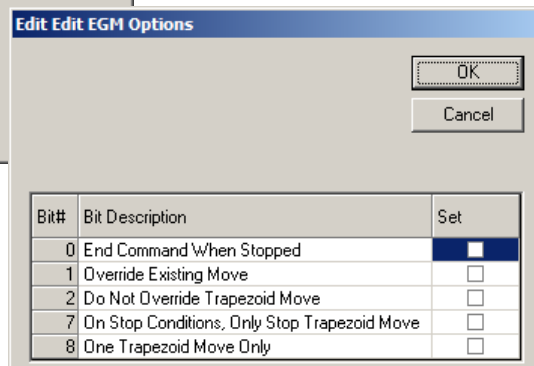 Edit Edit EGM Options
OK
Cancel
Bit# Bit Description Set
0 End Command When Stopped
1 Override Existing Move
2 Do Not Override Trapezoid Move
7 On Stop Conditions, Only Stop Trapezoid Move
8 One Trapezoid Move Only